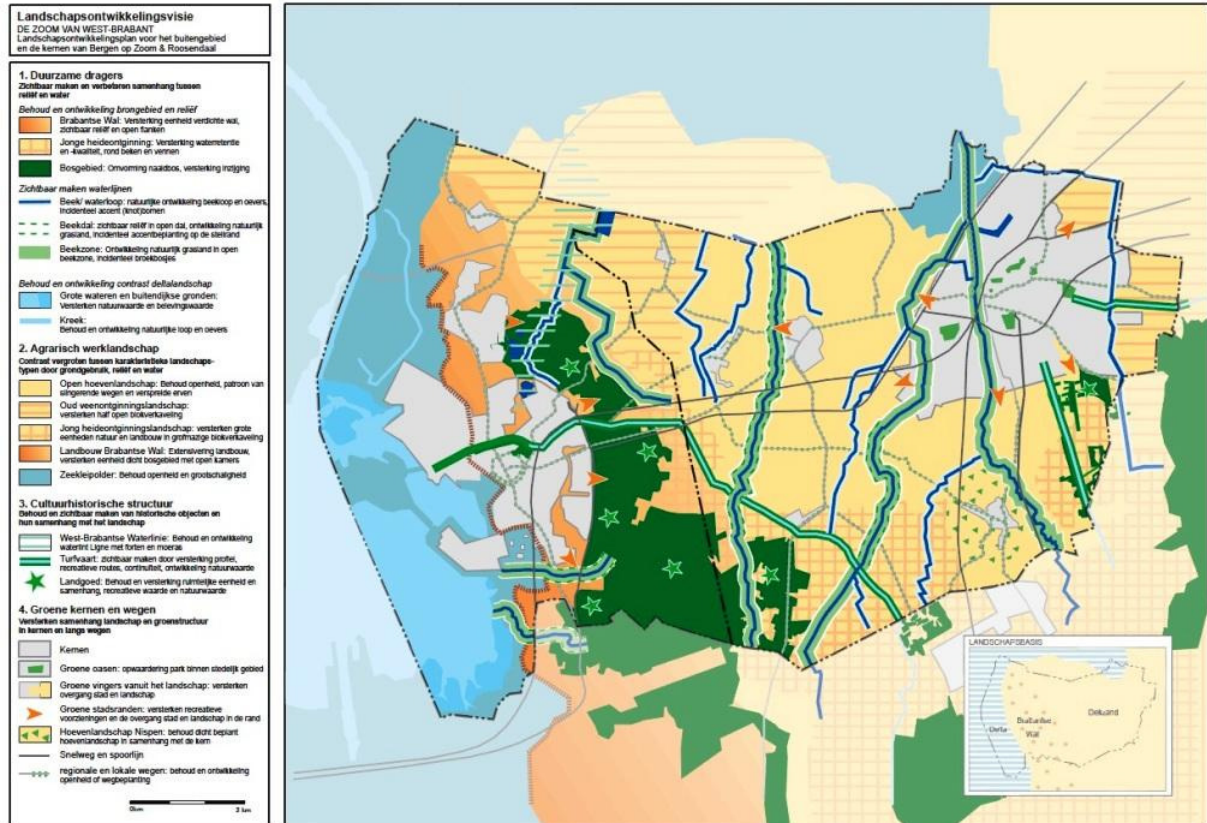 Landschapsontwikkelingsvisie
DE ZOOM VAN WEST-BRABANT
Landschapsontwikkelingsplan voor het buitengebied
en de kernen van Bergen op Zoom & Roosendaal
1. Duurzame dragers
Zichtbaar maken en verbeteren samenhang tussen
reliëf en water
Behoud en ontwikkeling brongebied en reliëf
Brabantse Wal: Versterking eenheid verdichte wal,
zichtbaar reliëf en open flanken
Jonge heideontginning: Versterking waterretentie
en -kwaliteit, rond beken en vennen
Bosgebied: Omvorming naaldbos, versterking inzijging
Zichtbaar maken waterlijnen
Beek/ waterloop: natuurlijke ontwikkeling beekloop en oevers,
incidenteel accent (knot)bomen
Beekdal: zichtbaar reliëf in open dal, ontwikkeling natuurlijk
grasland, incidenteel accentbeplanting op de steilrand
Beekzone: Ontwikkeling natuurlijk grasland in open
beekzone, incidenteel broekbosjes
Behoud en ontwikkeling contrast deltalandschap
Grote wateren en buitendijkse gronden:
Versterken natuurwaarde en belevingswaarde
Kreek:
Behoud en ontwikkeling natuurlijke loop en oevers
2. Agrarisch werklandschap
Contrast vergroten tussen karakteristieke landschaps-
typen door grondgebruik, reliëf en water
Open hoevenlandschap: Behoud openheid, patroon van
slingerende wegen en verspreide erven
Oud veenontginningslandschap:
versterken half open blokverkaveling
Jong heideontginningslandschap: versterken grote
eenheden natuur en landbouw in grofmazige blokverkaveling
Landbouw Brabantse Wal: Extensivering landbouw,
versterken eenheid dicht bosgebied met open kamers
Zeekleipolder: Behoud openheid en grootschaligheid
3. Cultuurhistorische structuur
Behoud en zichtbaar maken van historische objecten en
hun samenhang met het landschap
West-Brabantse Waterlinie: Behoud en ontwikkeling
waterlint Ligne met forten en moeras
Turfvaart: zichtbaar maken door versterking profiel,
recreatieve routes, continuïteit, ontwikkeling natuurwaarde
Landgoed: Behoud en versterking ruimtelijke eenheid en
samenhang, recreatieve waarde en natuurwaarde
4. Groene kernen en wegen
Versterken samenhang landschap en groenstructuur
in kernen en langs wegen
Kernen
Groene oasen: opwaardering park binnen stedelijk gebied
Groene vingers vanuit het landschap: versterken
overgang stad en landschap
Groene stadsranden: versterken recreatieve
voorzieningen en de overgang stad en landschap in de rand
Hoevenlandschap Nispen: behoud dicht beplant
hoevenlandschap in samenhang met de kern
Snelweg en spoorlijn
regionale en lokale wegen: behoud en ontwikkeling
openheid of wegbeplanting
0km 2 km
LANDSCHAPSBASIS
Delta
Brabantse
Wal
Dekzand